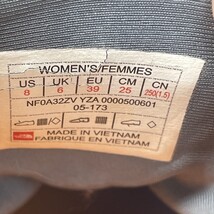 WOMEN'S/FEMMES
US UK EU CM CN
8 6 39 25 250(1.5)
NF0A32ZV YZA 0000500601
05-173
MADE IN VIETNAM
FABRIQUÉ EN VIETNAM